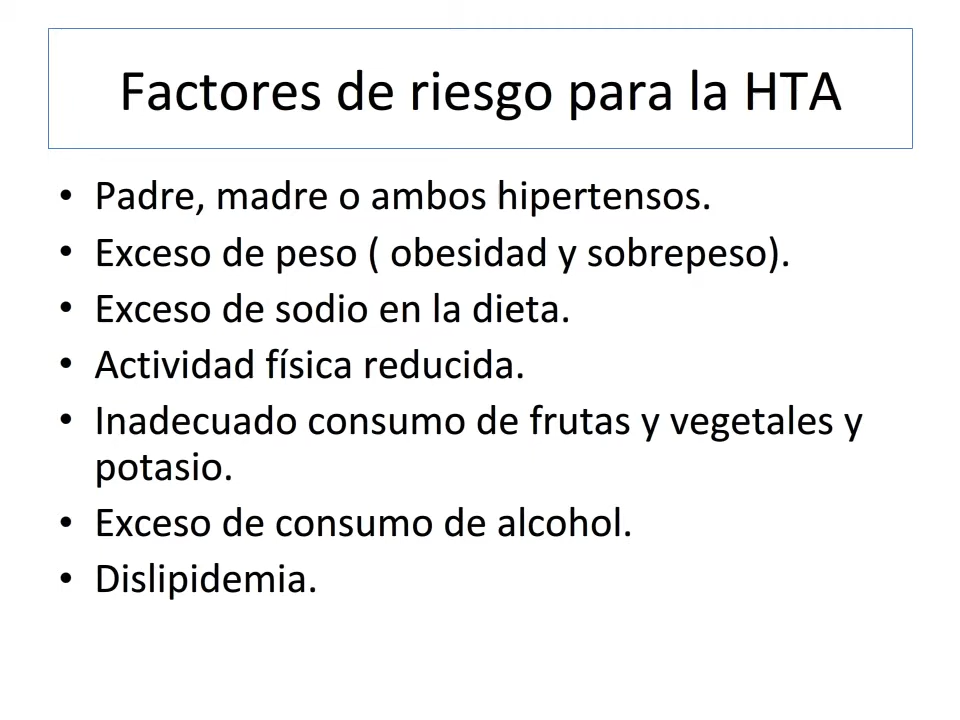 Factores de riesgo para la HTA
• Padre, madre o ambos hipertensos.
• Exceso de peso ( obesidad y sobrepeso).
• Exceso de sodio en la dieta.
• Actividad física reducida.
• Inadecuado consumo de frutas y vegetales y
potasio.
• Exceso de consumo de alcohol.
• Dislipidemia.